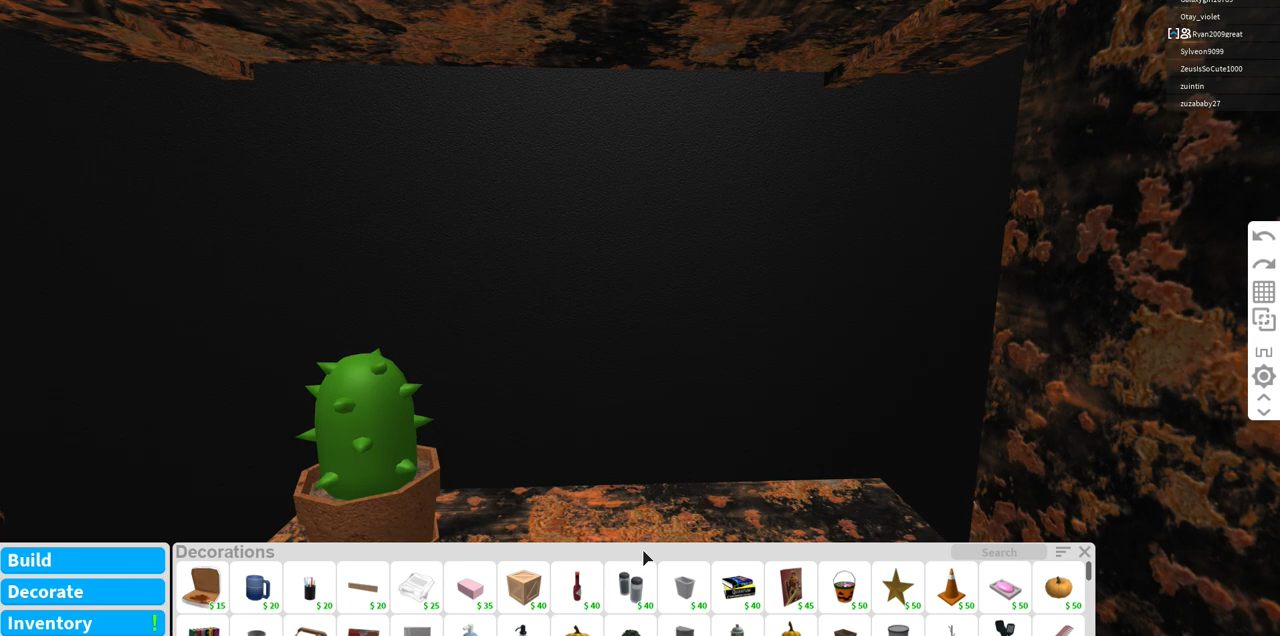 Otay_violet
Ryan2009great
Sylveon9099
ZeusIsSoCute1000
zuintin
zuzababy27
Build
Decorate
Inventory !
Decorations
Search
$ 15 $ 20 $ 20 $ 20 $ 25 $ 35 $ 40 $ 40 $ 40 $ 40 $ 40 $ 45 $ 50 $ 50 $ 50 $ 50 $ 50
QUANTUM